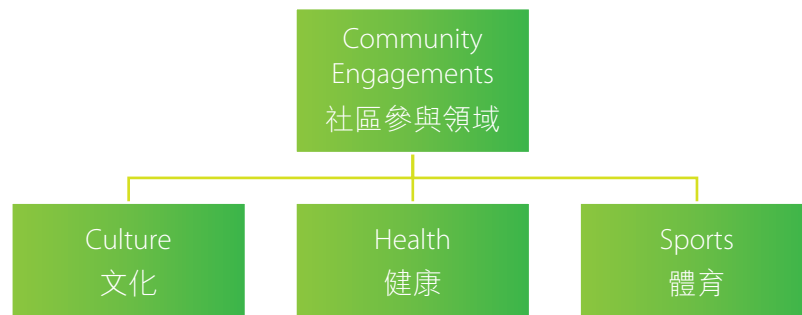 Community
Engagements
社區參與領域
Culture
文化
Health
健康
Sports
體育